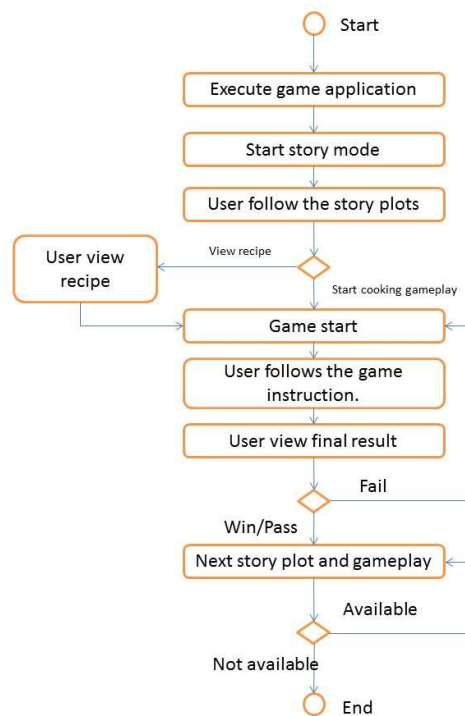 Start
Execute game application
Start story mode
User follow the story plots
View recipe
User view
recipe
Start cooking gameplay
Game start
User follows the game
instruction.
User view final result
Fail
Win/Pass
Next story plot and gameplay
Available
Not available
End